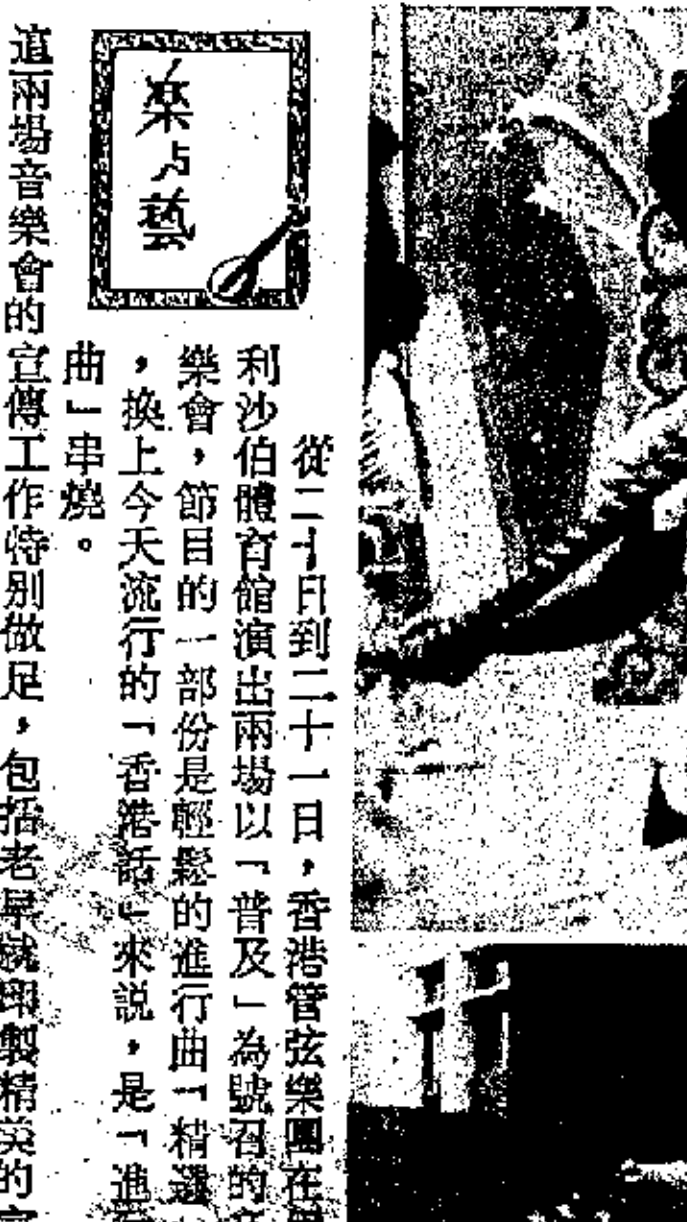 樂与藝
從二十日到二十一日，香港管弦樂團在
利沙伯體育館演出兩場以「普及」為號召的
樂會，節目的一部份是輕鬆的進行曲「精選
，換上今天流行的「香港話」來説，是「進
曲」串燒。
這兩場音樂會的宣傳工作特別做足，包括老早就印製精美的